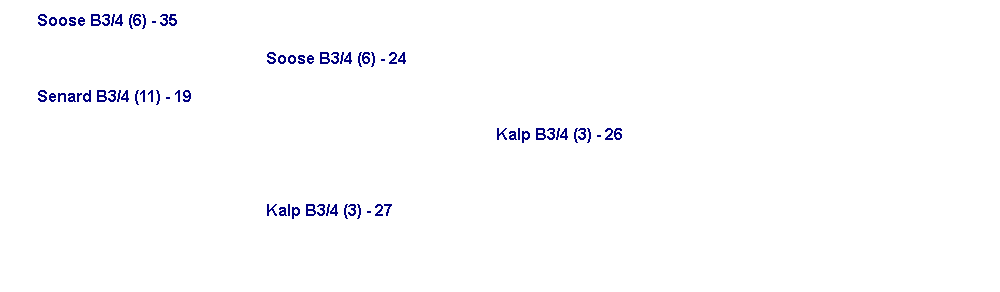 Soose B3/4 (6) - 35
Soose B3/4 (6) - 24
Senard B3/4 (11) - 19
Kalp B3/4 (3) - 26
Kalp B3/4 (3) - 27